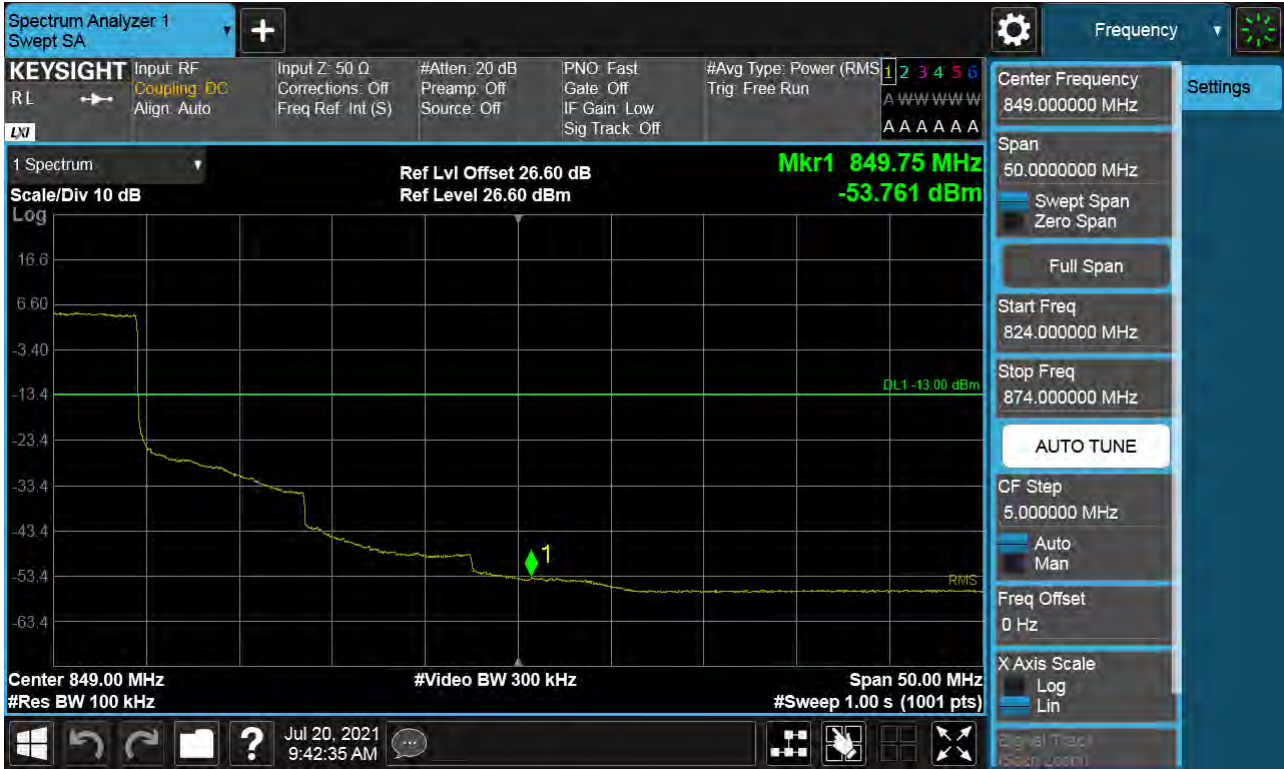 Spectrum Analyzer 1
Swept SA
Frequency
KEYSIGHT
RL
LXI
Input: RF
Coupling: DC
Align: Auto
Input Z: 50 Ω
Corrections: Off
Freq Ref: Int (S)
#Atten: 20 dB
Preamp: Off
Source: Off
PNO: Fast
Gate: Off
IF Gain: Low
Sig Track: Off
#Avg Type: Power (RMS
Trig: Free Run
1 2 3 4 5 6
A W W W W W
A A A A A A
1 Spectrum
Scale/Div 10 dB
Log
Ref Lvl Offset 26.60 dB
Ref Level 26.60 dBm
Mkr1 849.75 MHz
-53.761 dBm
16.6
6.60
-3.40
-13.4
-23.4
-33.4
-43.4
-53.4
-63.4
DL1 -13.00 dBm
1
RMS
Center 849.00 MHz
#Res BW 100 kHz
#Video BW 300 kHz
Span 50.00 MHz
#Sweep 1.00 s (1001 pts)
Jul 20, 2021
9:42:35 AM
?
Center Frequency
849.000000 MHz
Settings
Span
50.0000000 MHz
Swept Span
Zero Span
Full Span
Start Freq
824.000000 MHz
Stop Freq
874.000000 MHz
AUTO TUNE
CF Step
5.000000 MHz
Auto
Man
Freq Offset
0 Hz
X Axis Scale
Log
Lin
Signal Track
(Span Zoom)